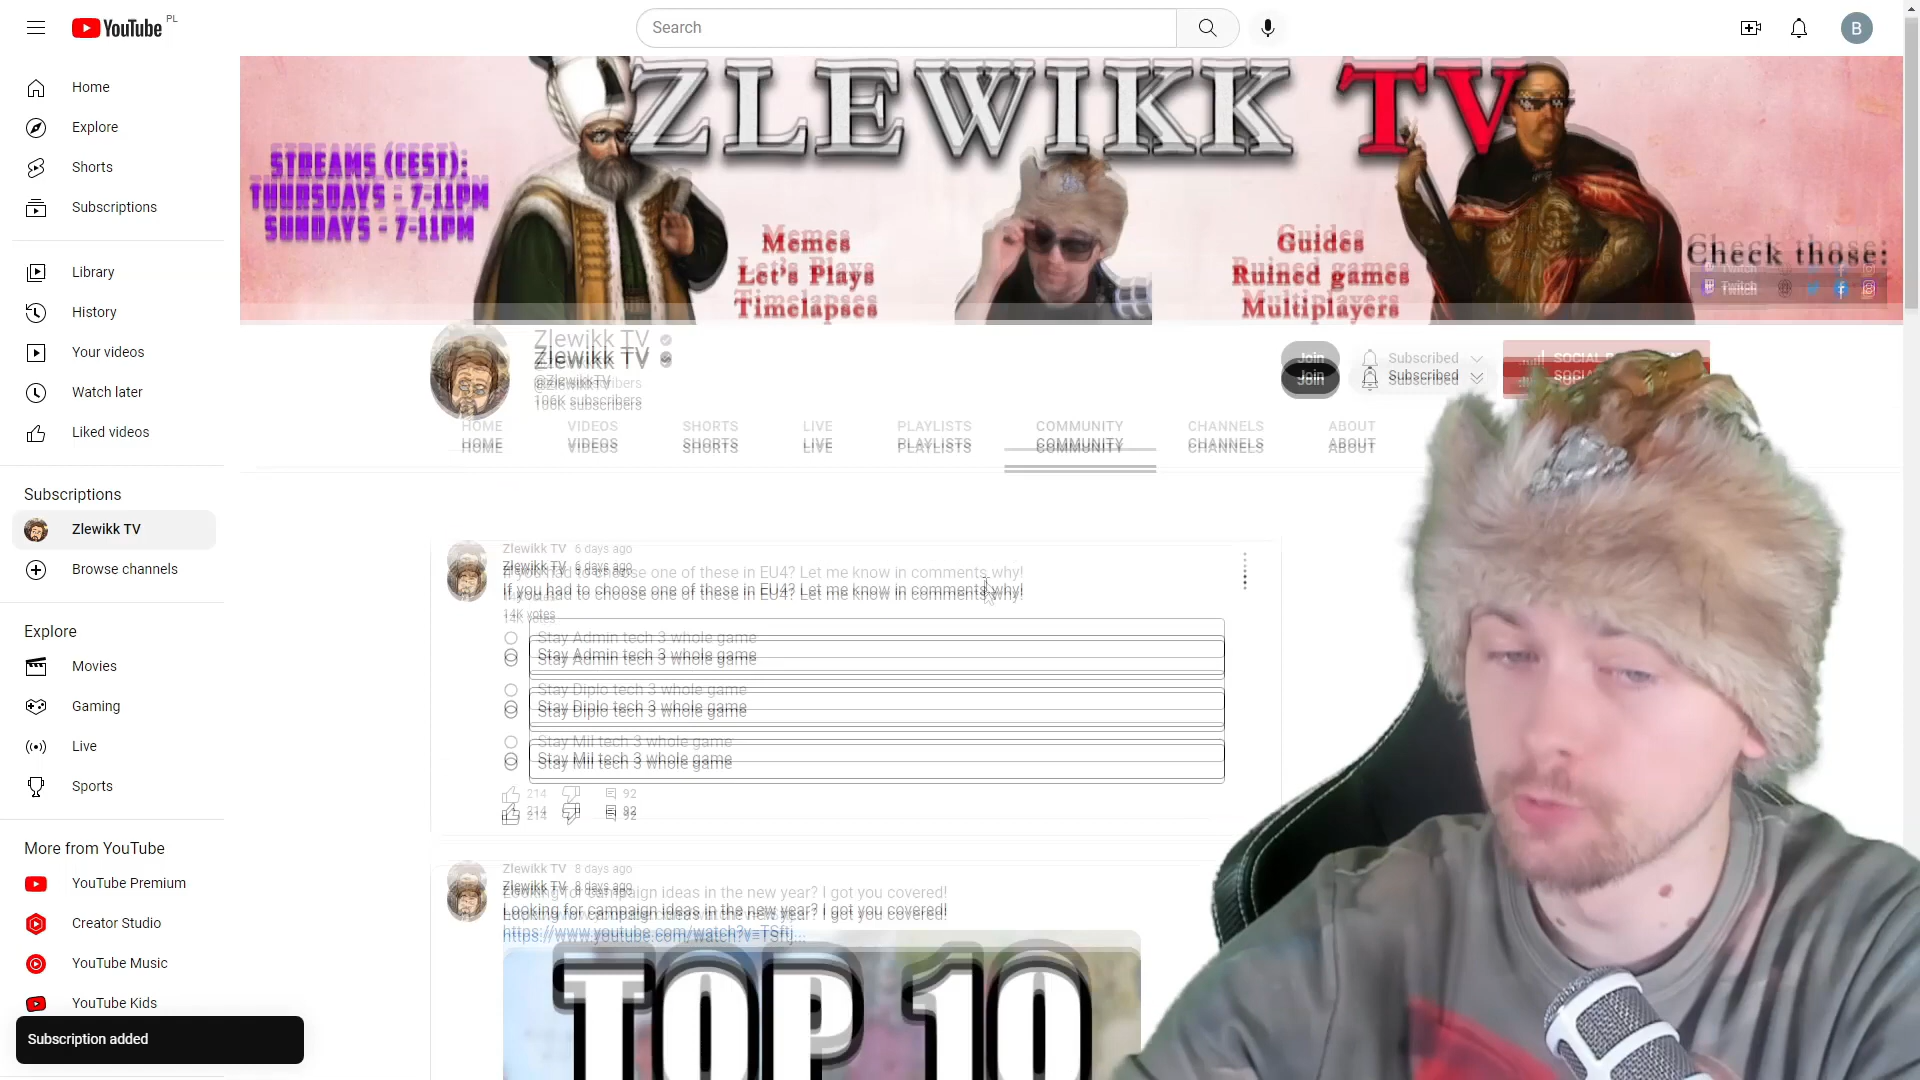 YouTube PL
Search
B
Home
Explore
Shorts
Subscriptions
Library
History
Your videos
Watch later
Liked videos
Subscriptions
Zlewikk TV
Browse channels
Explore
Movies
Gaming
Live
Sports
More from YouTube
YouTube Premium
Creator Studio
YouTube Music
YouTube Kids
Subscription added
ZLEWIKK TV
STREAMS (CEST):
THURSDAYS - 7-11PM
SUNDAYS - 7-11PM
Memes
Let's Plays
Timelapses
Guides
Ruined games
Multiplayers
Check those:
Twitch
Zlewikk TV
@ZlewikkTV
106K subscribers
Join
Subscribed
HOME VIDEOS SHORTS LIVE PLAYLISTS COMMUNITY CHANNELS ABOUT
Zlewikk TV 6 days ago
If you had to choose one of these in EU4? Let me know in comments why!
14K votes
Stay Admin tech 3 whole game
Stay Diplo tech 3 whole game
Stay Mil tech 3 whole game
214 92
Zlewikk TV 8 days ago
Looking for campaign ideas in the new year? I got you covered!
https://www.youtube.com/watch?v=TSftj...
TOP 10